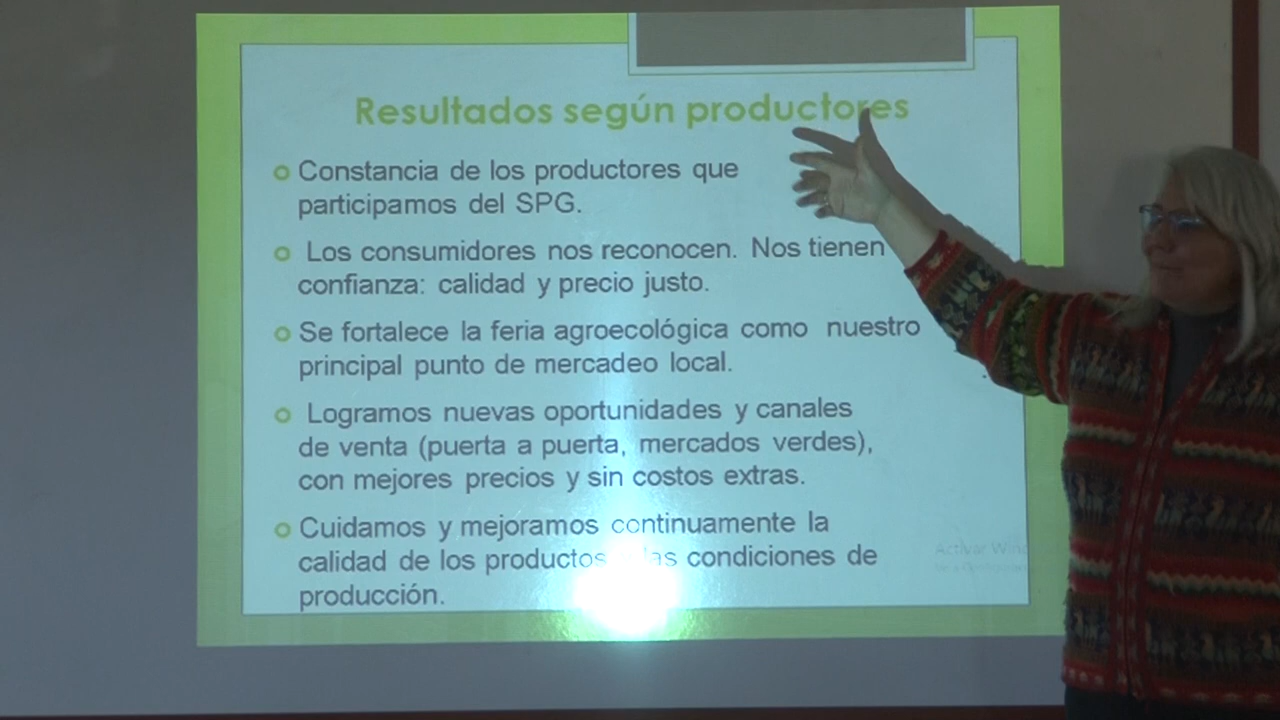 Resultados según productores
Constancia de los productores que
participamos del SPG.
Los consumidores nos reconocen. Nos tienen
confianza: calidad y precio justo.
Se fortalece la feria agroecológica como nuestro
principal punto de mercadeo local.
Logramos nuevas oportunidades y canales
de venta (puerta a puerta, mercados verdes),
con mejores precios y sin costos extras.
Cuidamos y mejoramos continuamente la
calidad de los productos las condiciones de
producción.
Activar